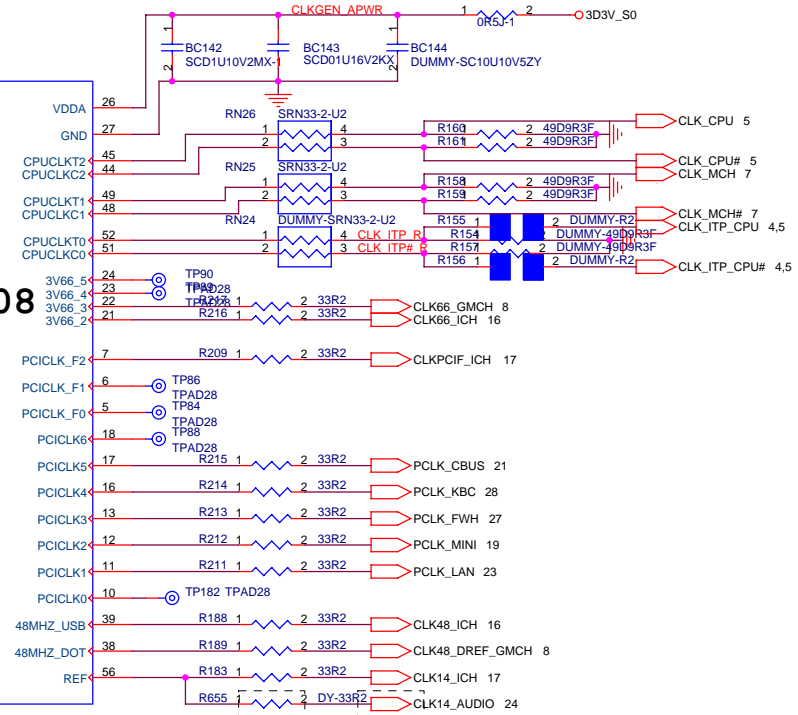 CLKGEN_APWR 1 0R5J-1 2 3D3V_S0
1 BC142 SCD1U10V2MX-1 2
1 BC143 SCD01U16V2KX 2
1 BC144 DUMMY-SC10U10V5ZY 2
VDDA 26
GND 27
RN26 SRN33-2-U2
CPUCLKT2 45 1 4 R160 1 2 49D9R3F CLK_CPU 5
CPUCLKC2 44 2 3 R161 1 2 49D9R3F CLK_CPU# 5
RN25 SRN33-2-U2
CPUCLKT1 49 1 4 R158 1 2 49D9R3F CLK_MCH 7
CPUCLKC1 48 2 3 R159 1 2 49D9R3F CLK_MCH# 7
RN24 DUMMY-SRN33-2-U2
R155 1 2 DUMMY-R2 CLK_ITP_CPU 4,5
CPUCLKT0 52 1 4 CLK_ITP_R R154 1 2 DUMMY-49D9R3F
CPUCLKC0 51 2 3 CLK_ITP#_R R157 1 2 DUMMY-49D9R3F
R156 1 2 DUMMY-R2 CLK_ITP_CPU# 4,5
3V66_5 24 TP90
3V66_4 23 TPAD28
08
TPAD28
3V66_3 22 R217 1 2 33R2 CLK66_GMCH 8
3V66_2 21 R216 1 2 33R2 CLK66_ICH 16
PCICLK_F2 7 R209 1 2 33R2 CLKPCIF_ICH 17
PCICLK_F1 6 TP86 TPAD28
PCICLK_F0 5 TP84 TPAD28
PCICLK6 18 TP88 TPAD28
PCICLK5 17 R215 1 2 33R2 PCLK_CBUS 21
PCICLK4 16 R214 1 2 33R2 PCLK_KBC 28
PCICLK3 13 R213 1 2 33R2 PCLK_FWH 27
PCICLK2 12 R212 1 2 33R2 PCLK_MINI 19
PCICLK1 11 R211 1 2 33R2 PCLK_LAN 23
PCICLK0 10 TP182 TPAD28
48MHZ_USB 39 R188 1 2 33R2 CLK48_ICH 16
48MHZ_DOT 38 R189 1 2 33R2 CLK48_DREF_GMCH 8
REF 56 R183 1 2 33R2 CLK14_ICH 17
R655 1 2 DY-33R2 CLK14_AUDIO 24